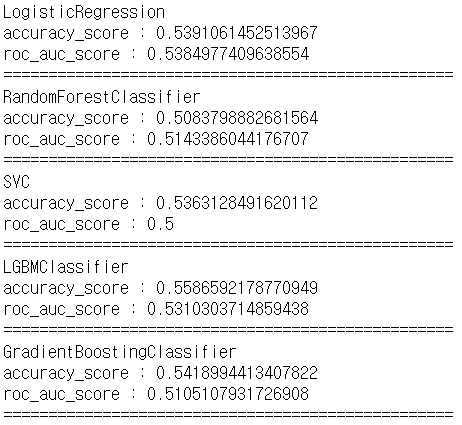 LogisticRegression
accuracy_score : 0.5391061452513967
roc_auc_score : 0.5384977409638554
==================================================
RandomForestClassifier
accuracy_score : 0.5083798882681564
roc_auc_score : 0.5143386044176707
==================================================
SVC
accuracy_score : 0.5363128491620112
roc_auc_score : 0.5
==================================================
LGBMClassifier
accuracy_score : 0.5586592178770949
roc_auc_score : 0.5310303714859438
==================================================
GradientBoostingClassifier
accuracy_score : 0.5418994413407822
roc_auc_score : 0.5105107931726908
==================================================